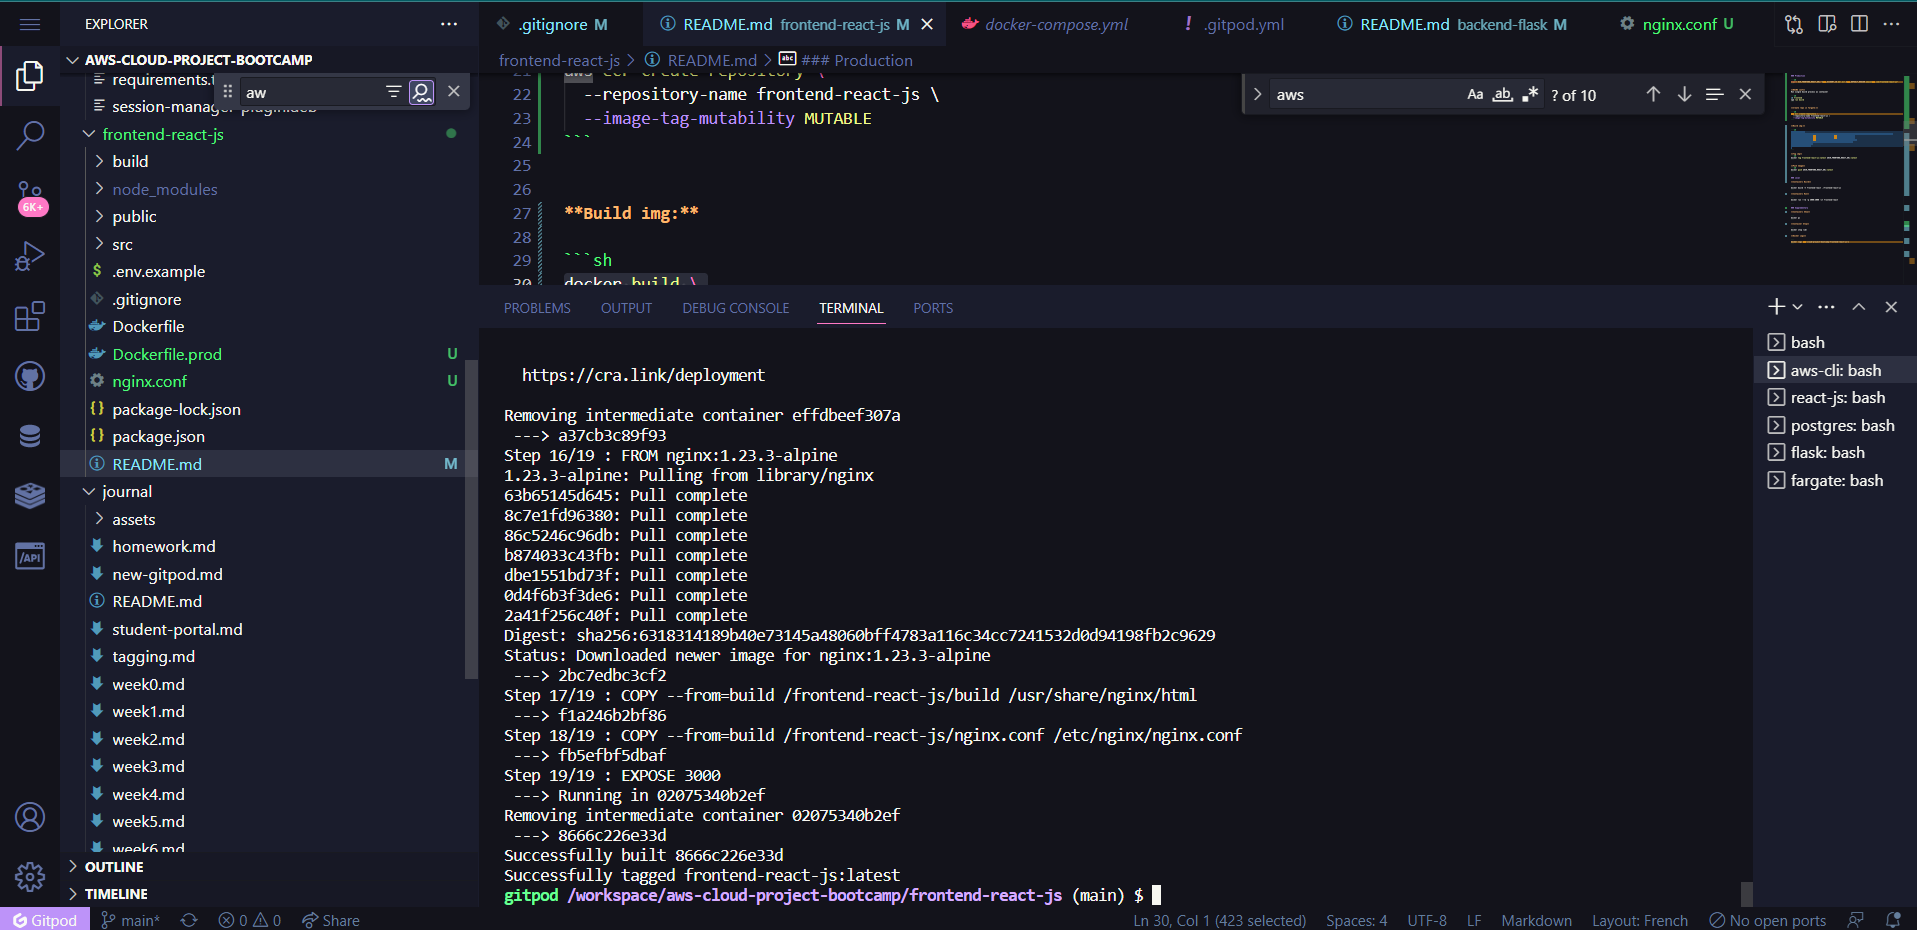 EXPLORER
AWS-CLOUD-PROJECT-BOOTCAMP
requirements.t
session-manager-plugin.deb
aw
frontend-react-js
build
node_modules
public
src
.env.example
.gitignore
Dockerfile
Dockerfile.prod U
nginx.conf U
package-lock.json
package.json
README.md M
journal
assets
homework.md
new-gitpod.md
README.md
student-portal.md
tagging.md
week0.md
week1.md
week2.md
week3.md
week4.md
week5.md
week6.md
OUTLINE
TIMELINE
6K+
/API
.gitignore M
README.md frontend-react-js M
docker-compose.yml
.gitpod.yml
README.md backend-flask M
nginx.conf U
frontend-react-js > README.md > ### Production
aws
Aa ab
? of 10
21 aws ecr create-repository \
22 --repository-name frontend-react-js \
23 --image-tag-mutability MUTABLE
24 ```
25
26
27 **Build img:**
28
29 ```sh
30 docker build \
PROBLEMS OUTPUT DEBUG CONSOLE TERMINAL PORTS
https://cra.link/deployment
Removing intermediate container effdbeef307a
---> a37cb3c89f93
Step 16/19 : FROM nginx:1.23.3-alpine
1.23.3-alpine: Pulling from library/nginx
63b65145d645: Pull complete
8c7e1fd96380: Pull complete
86c5246c96db: Pull complete
b874033c43fb: Pull complete
dbe1551bd73f: Pull complete
0d4f6b3f3de6: Pull complete
2a41f256c40f: Pull complete
Digest: sha256:6318314189b40e73145a48060bff4783a116c34cc7241532d0d94198fb2c9629
Status: Downloaded newer image for nginx:1.23.3-alpine
---> 2bc7edbc3cf2
Step 17/19 : COPY --from=build /frontend-react-js/build /usr/share/nginx/html
---> f1a246b2bf86
Step 18/19 : COPY --from=build /frontend-react-js/nginx.conf /etc/nginx/nginx.conf
---> fb5efbf5dbaf
Step 19/19 : EXPOSE 3000
---> Running in 02075340b2ef
Removing intermediate container 02075340b2ef
---> 8666c226e33d
Successfully built 8666c226e33d
Successfully tagged frontend-react-js:latest
gitpod /workspace/aws-cloud-project-bootcamp/frontend-react-js (main) $
bash
aws-cli: bash
react-js: bash
postgres: bash
flask: bash
fargate: bash
Gitpod main* 0 0 Share Ln 30, Col 1 (423 selected) Spaces: 4 UTF-8 LF Markdown Layout: French No open ports